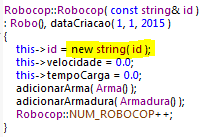 Robocop::Robocop( const string& id )
: Robo(), dataCriacao( 1, 1, 2015 )
{
this->id = new string( id );
this->velocidade = 0.0;
this->tempoCarga = 0.0;
adicionarArma( Arma() );
adicionarArmadura( Armadura() );
Robocop::NUM_ROBOCOP++;